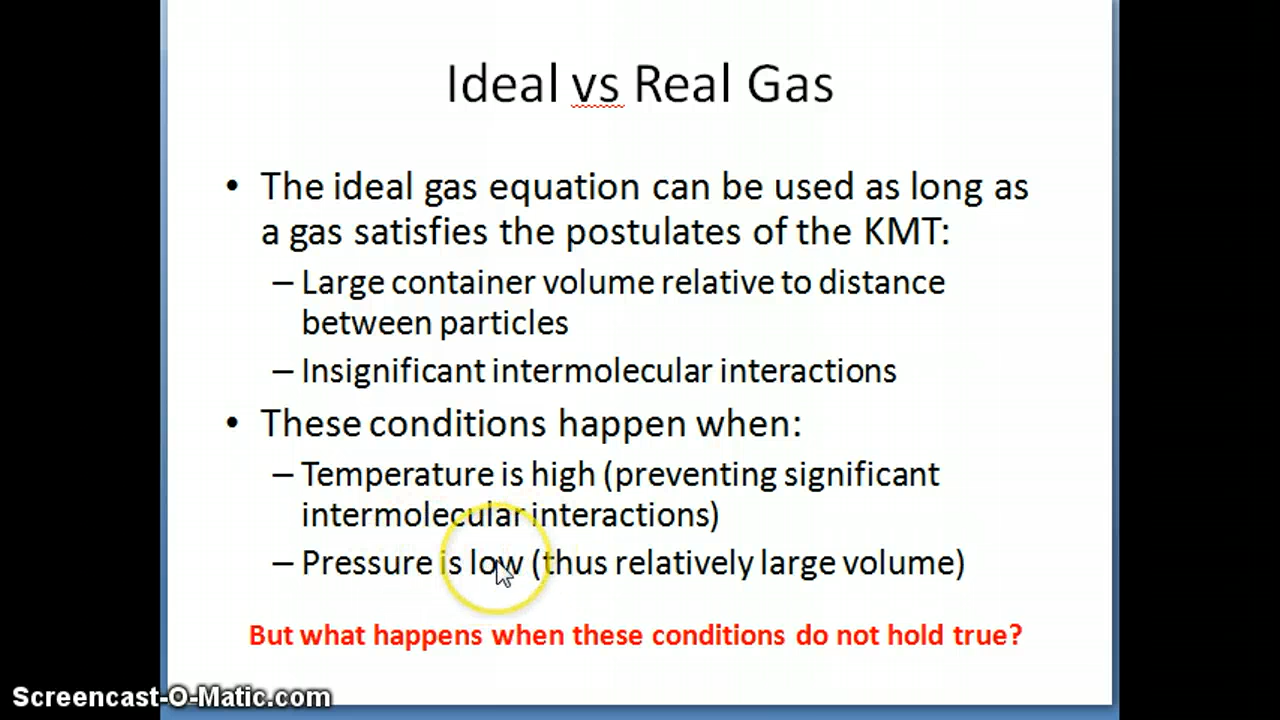 Ideal vs Real Gas
• The ideal gas equation can be used as long as
a gas satisfies the postulates of the KMT:
– Large container volume relative to distance
between particles
– Insignificant intermolecular interactions
• These conditions happen when:
– Temperature is high (preventing significant
intermolecular interactions)
– Pressure is low (thus relatively large volume)
But what happens when these conditions do not hold true?
Screencast-O-Matic.com